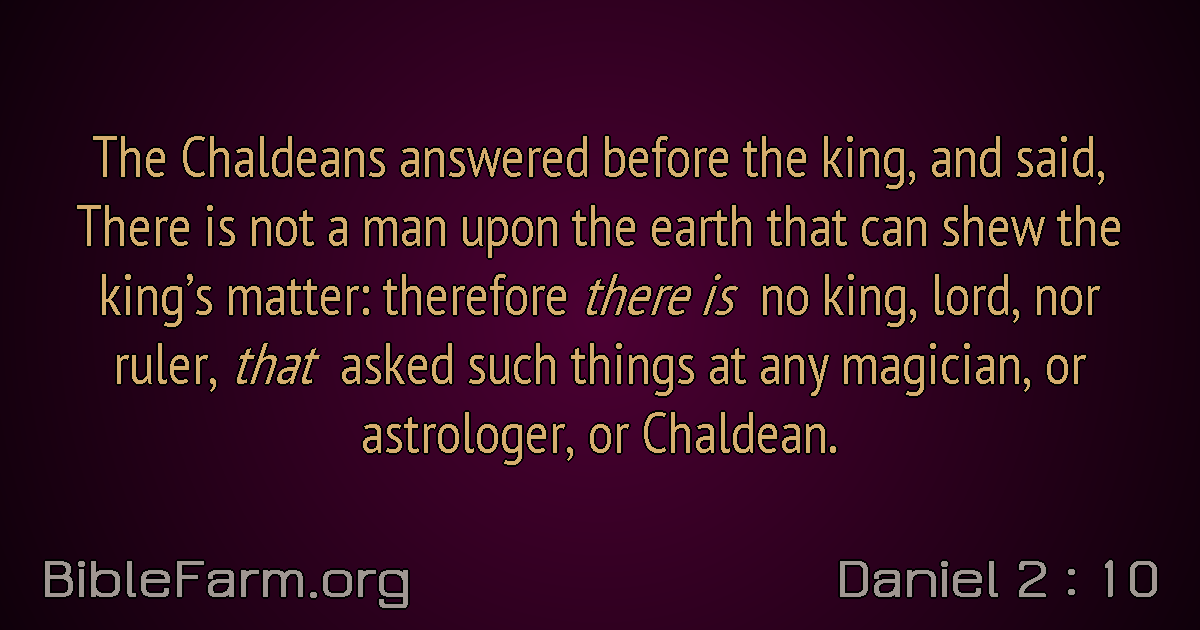 The Chaldeans answered before the king, and said,
There is not a man upon the earth that can shew the
king’s matter: therefore there is no king, lord, nor
ruler, that asked such things at any magician, or
astrologer, or Chaldean.
BibleFarm.org
Daniel 2 : 10